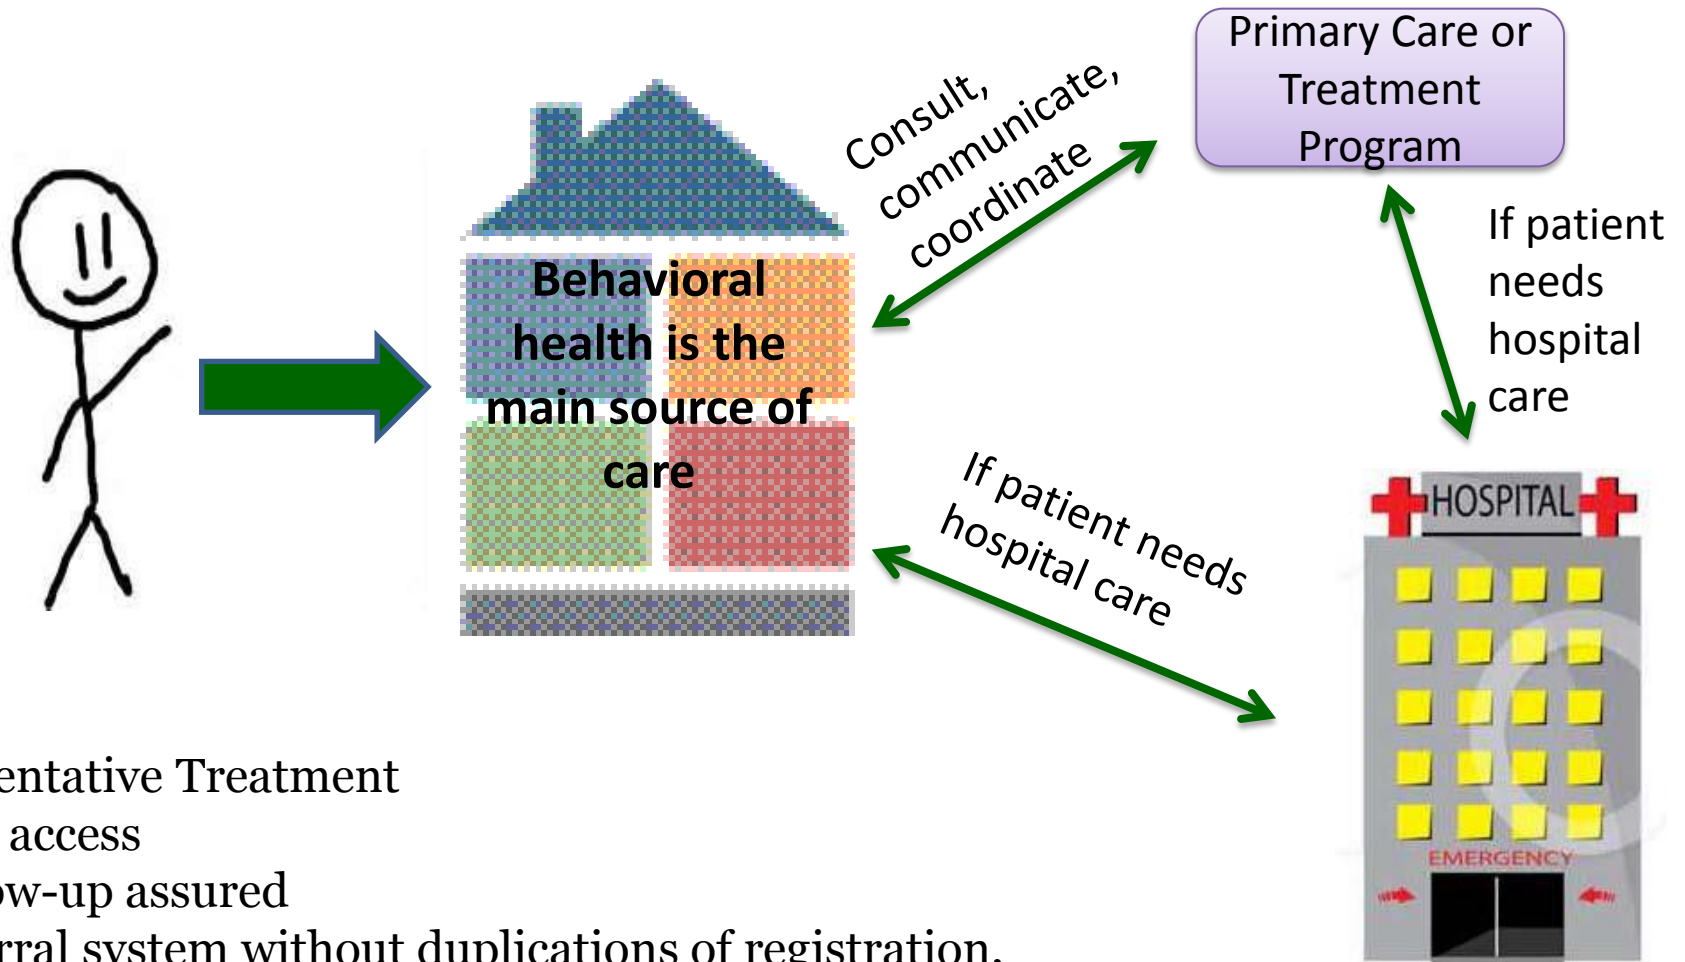 Primary Care or
Treatment
Program
Consult,
communicate,
coordinate
Behavioral
health is the
main source of
care
If patient
needs
hospital
care
If patient needs
hospital care
HOSPITAL
EMERGENCY
entative Treatment
access
ow-up assured
rral system without duplications of registration.